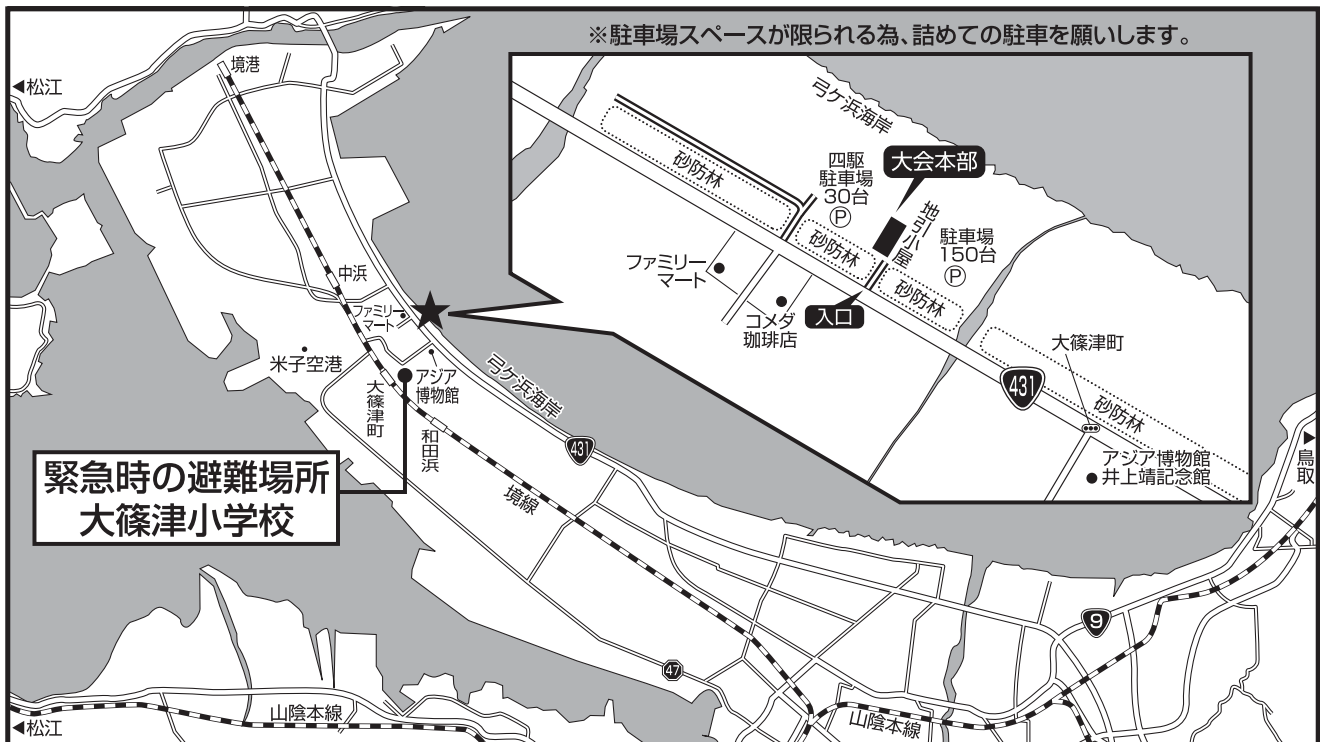 ※駐車場スペースが限られる為、詰めての駐車を願いします。
◀松江
境港
弓ケ浜海岸
砂防林
四駆
駐車場
30台
Ⓟ
大会本部
地引小屋
駐車場
150台
Ⓟ
砂防林
砂防林
ファミリー
マート
コメダ
珈琲店
入口
大篠津町
431
砂防林
アジア博物館
井上靖記念館
中浜
ファミリー
マート
★
米子空港
アジア
博物館
弓ケ浜海岸
大篠津町
和田浜
431
境線
緊急時の避難場所
大篠津小学校
▶鳥取
9
47
山陰本線
山陰本線
◀松江